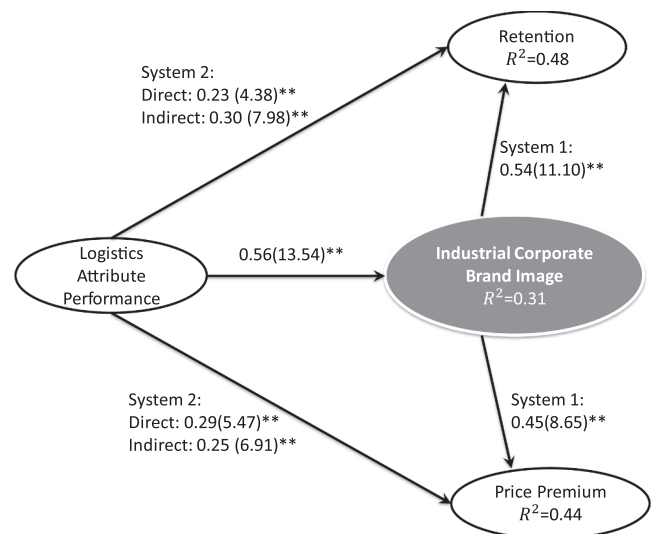 Retention
R²=0.48
System 2:
Direct: 0.23 (4.38)**
Indirect: 0.30 (7.98)**
System 1:
0.54(11.10)**
Logistics
Attribute
Performance
0.56(13.54)**
Industrial Corporate
Brand Image
R²=0.31
System 2:
Direct: 0.29(5.47)**
Indirect: 0.25 (6.91)**
System 1:
0.45(8.65)**
Price Premium
R²=0.44